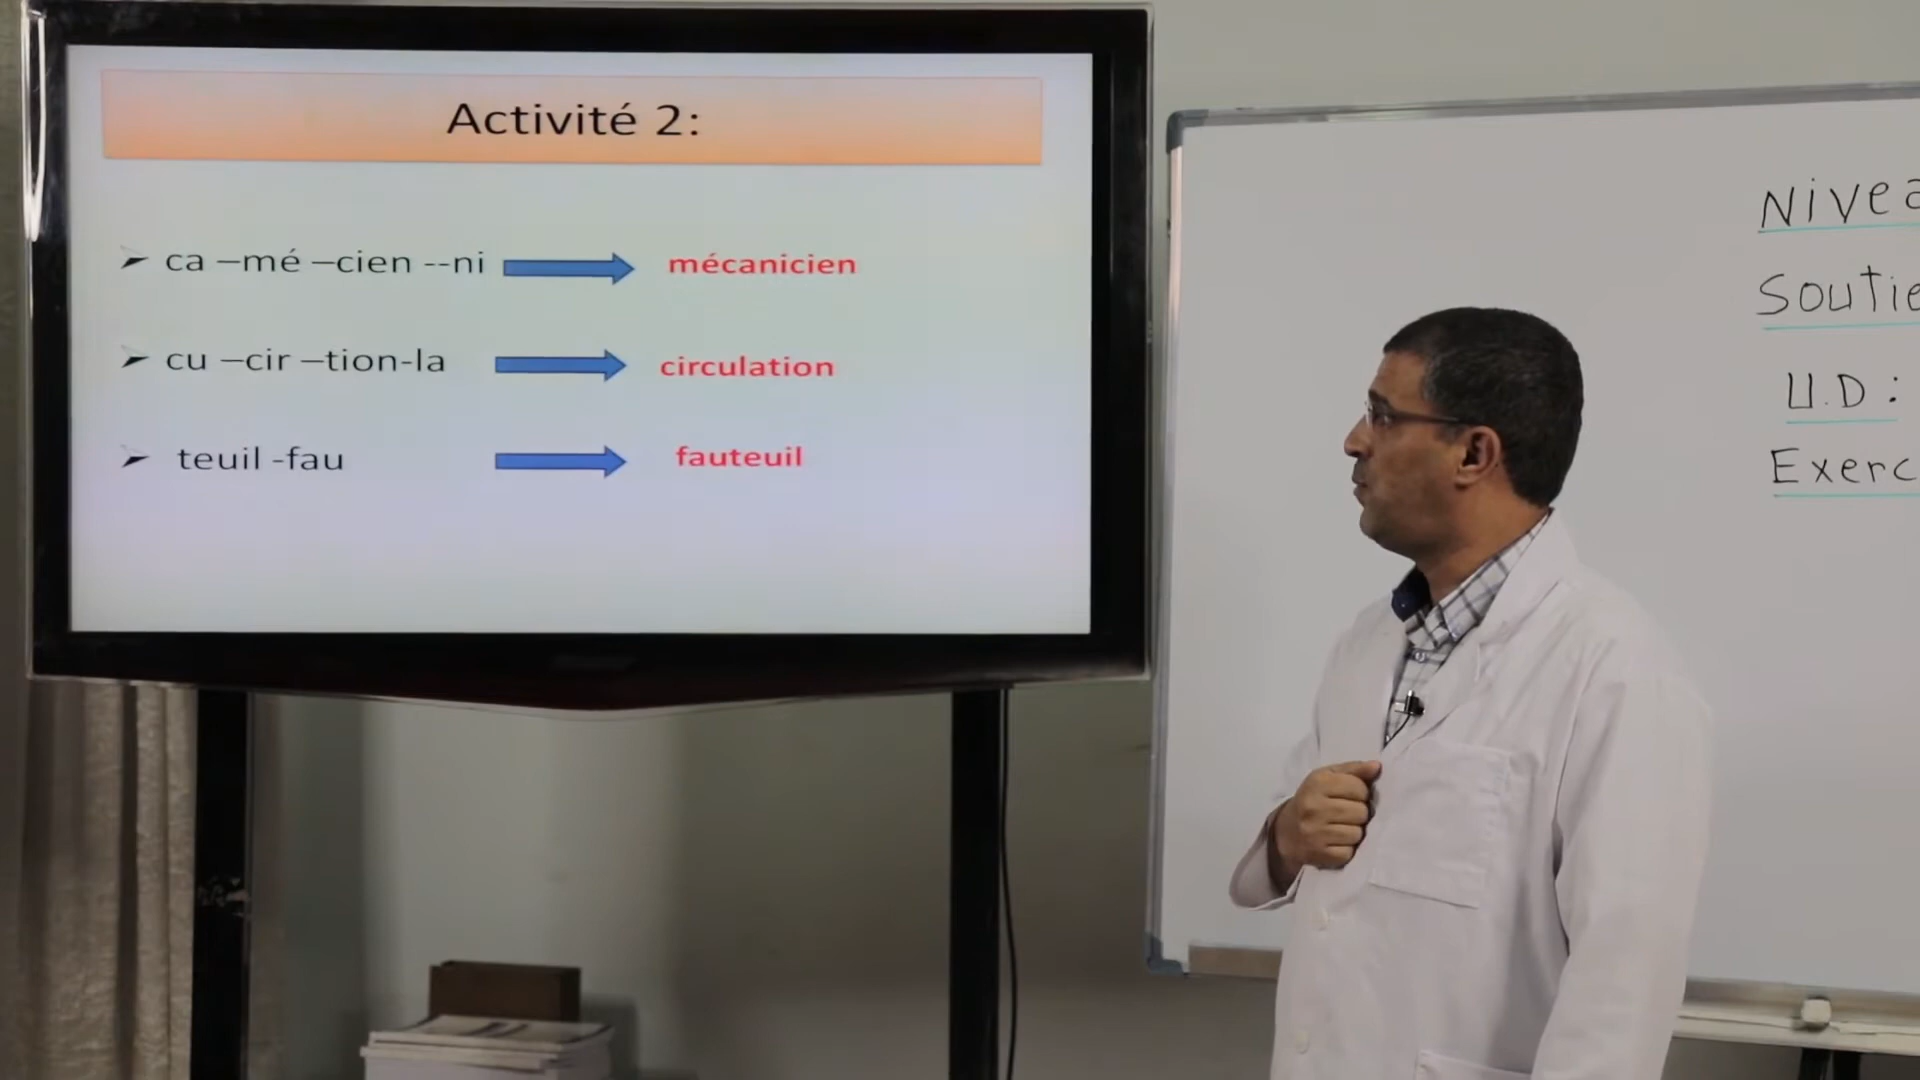 Activité 2:
➢ ca –mé –cien --ni mécanicien
➢ cu –cir –tion-la circulation
➢ teuil -fau fauteuil
U.D :